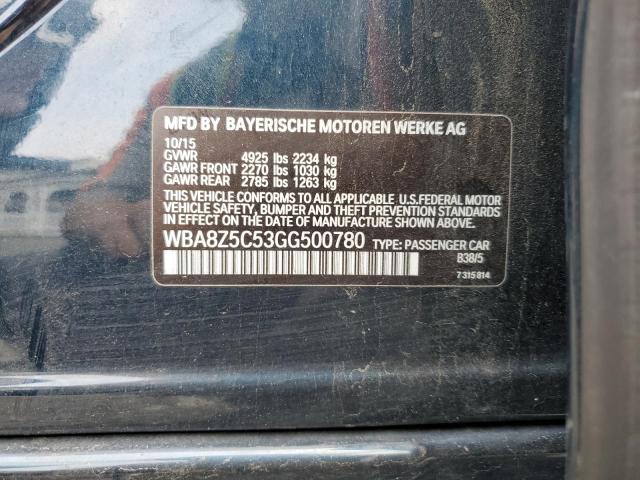 MFD BY BAYERISCHE MOTOREN WERKE AG
10/15
GVWR 4925 lbs 2234 kg
GAWR FRONT 2270 lbs 1030 kg
GAWR REAR 2785 lbs 1263 kg
THIS VEHICLE CONFORMS TO ALL APPLICABLE U.S.FEDERAL MOTOR
VEHICLE SAFETY, BUMPER AND THEFT PREVENTION STANDARDS
IN EFFECT ON THE DATE OF MANUFACTURE SHOWN ABOVE.
WBA8Z5C53GG500780 TYPE: PASSENGER CAR
B38/5
7 315 814